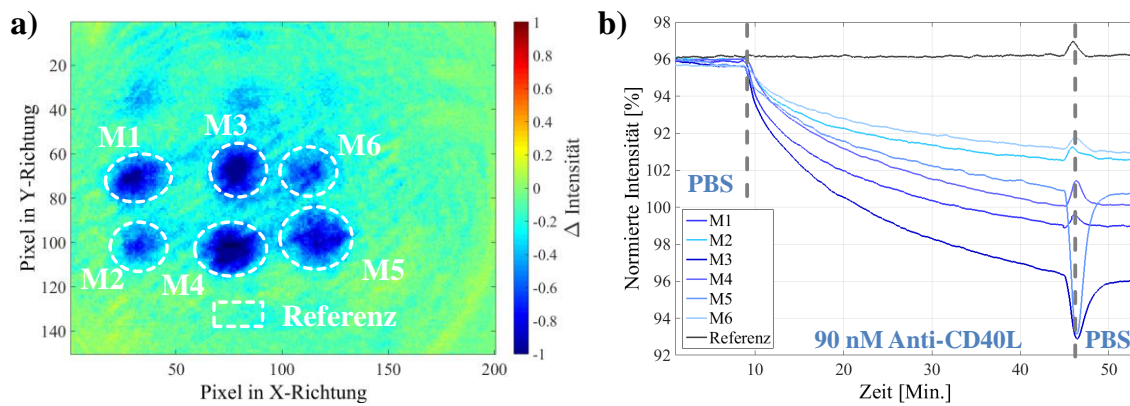 a)
M1
M3
M6
M2
M4
M5
Referenz
20
40
60
80
100
120
140
50
100
150
200
Pixel in Y-Richtung
Pixel in X-Richtung
1
0.8
0.6
0.4
0.2
0
-0.2
-0.4
-0.6
-0.8
-1
Δ Intensität
b)
98
96
94
92
100
98
96
94
92
Normierte Intensität [%]
PBS
M1
M2
M3
M4
M5
M6
Referenz
90 nM Anti-CD40L
PBS
10
20
30
40
50
Zeit [Min.]